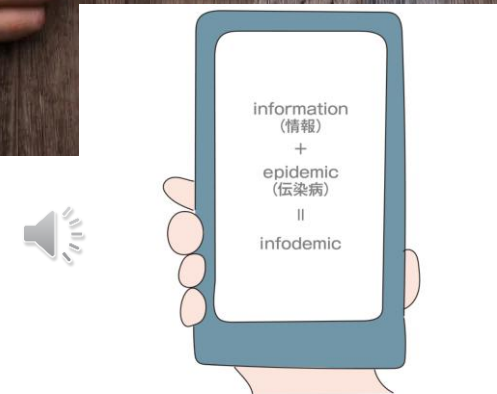 information
（情報）
＋
epidemic
（伝染病）
＝
infodemic